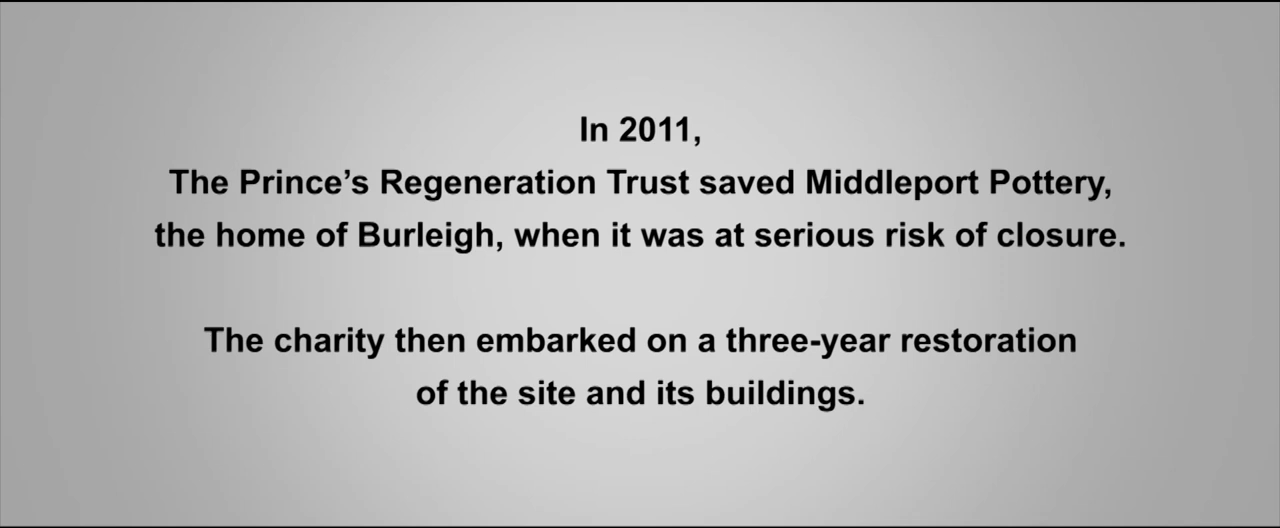 In 2011,
The Prince’s Regeneration Trust saved Middleport Pottery,
the home of Burleigh, when it was at serious risk of closure.
The charity then embarked on a three-year restoration
of the site and its buildings.